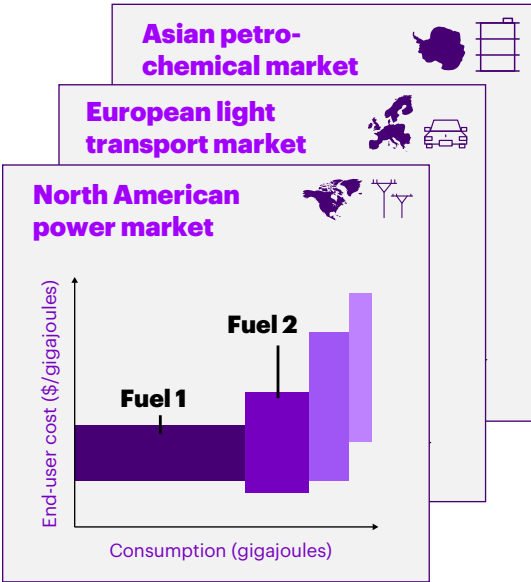 Asian petro-
chemical market
European light
transport market
North American
power market
End-user cost ($/gigajoules)
Fuel 2
Fuel 1
Consumption (gigajoules)